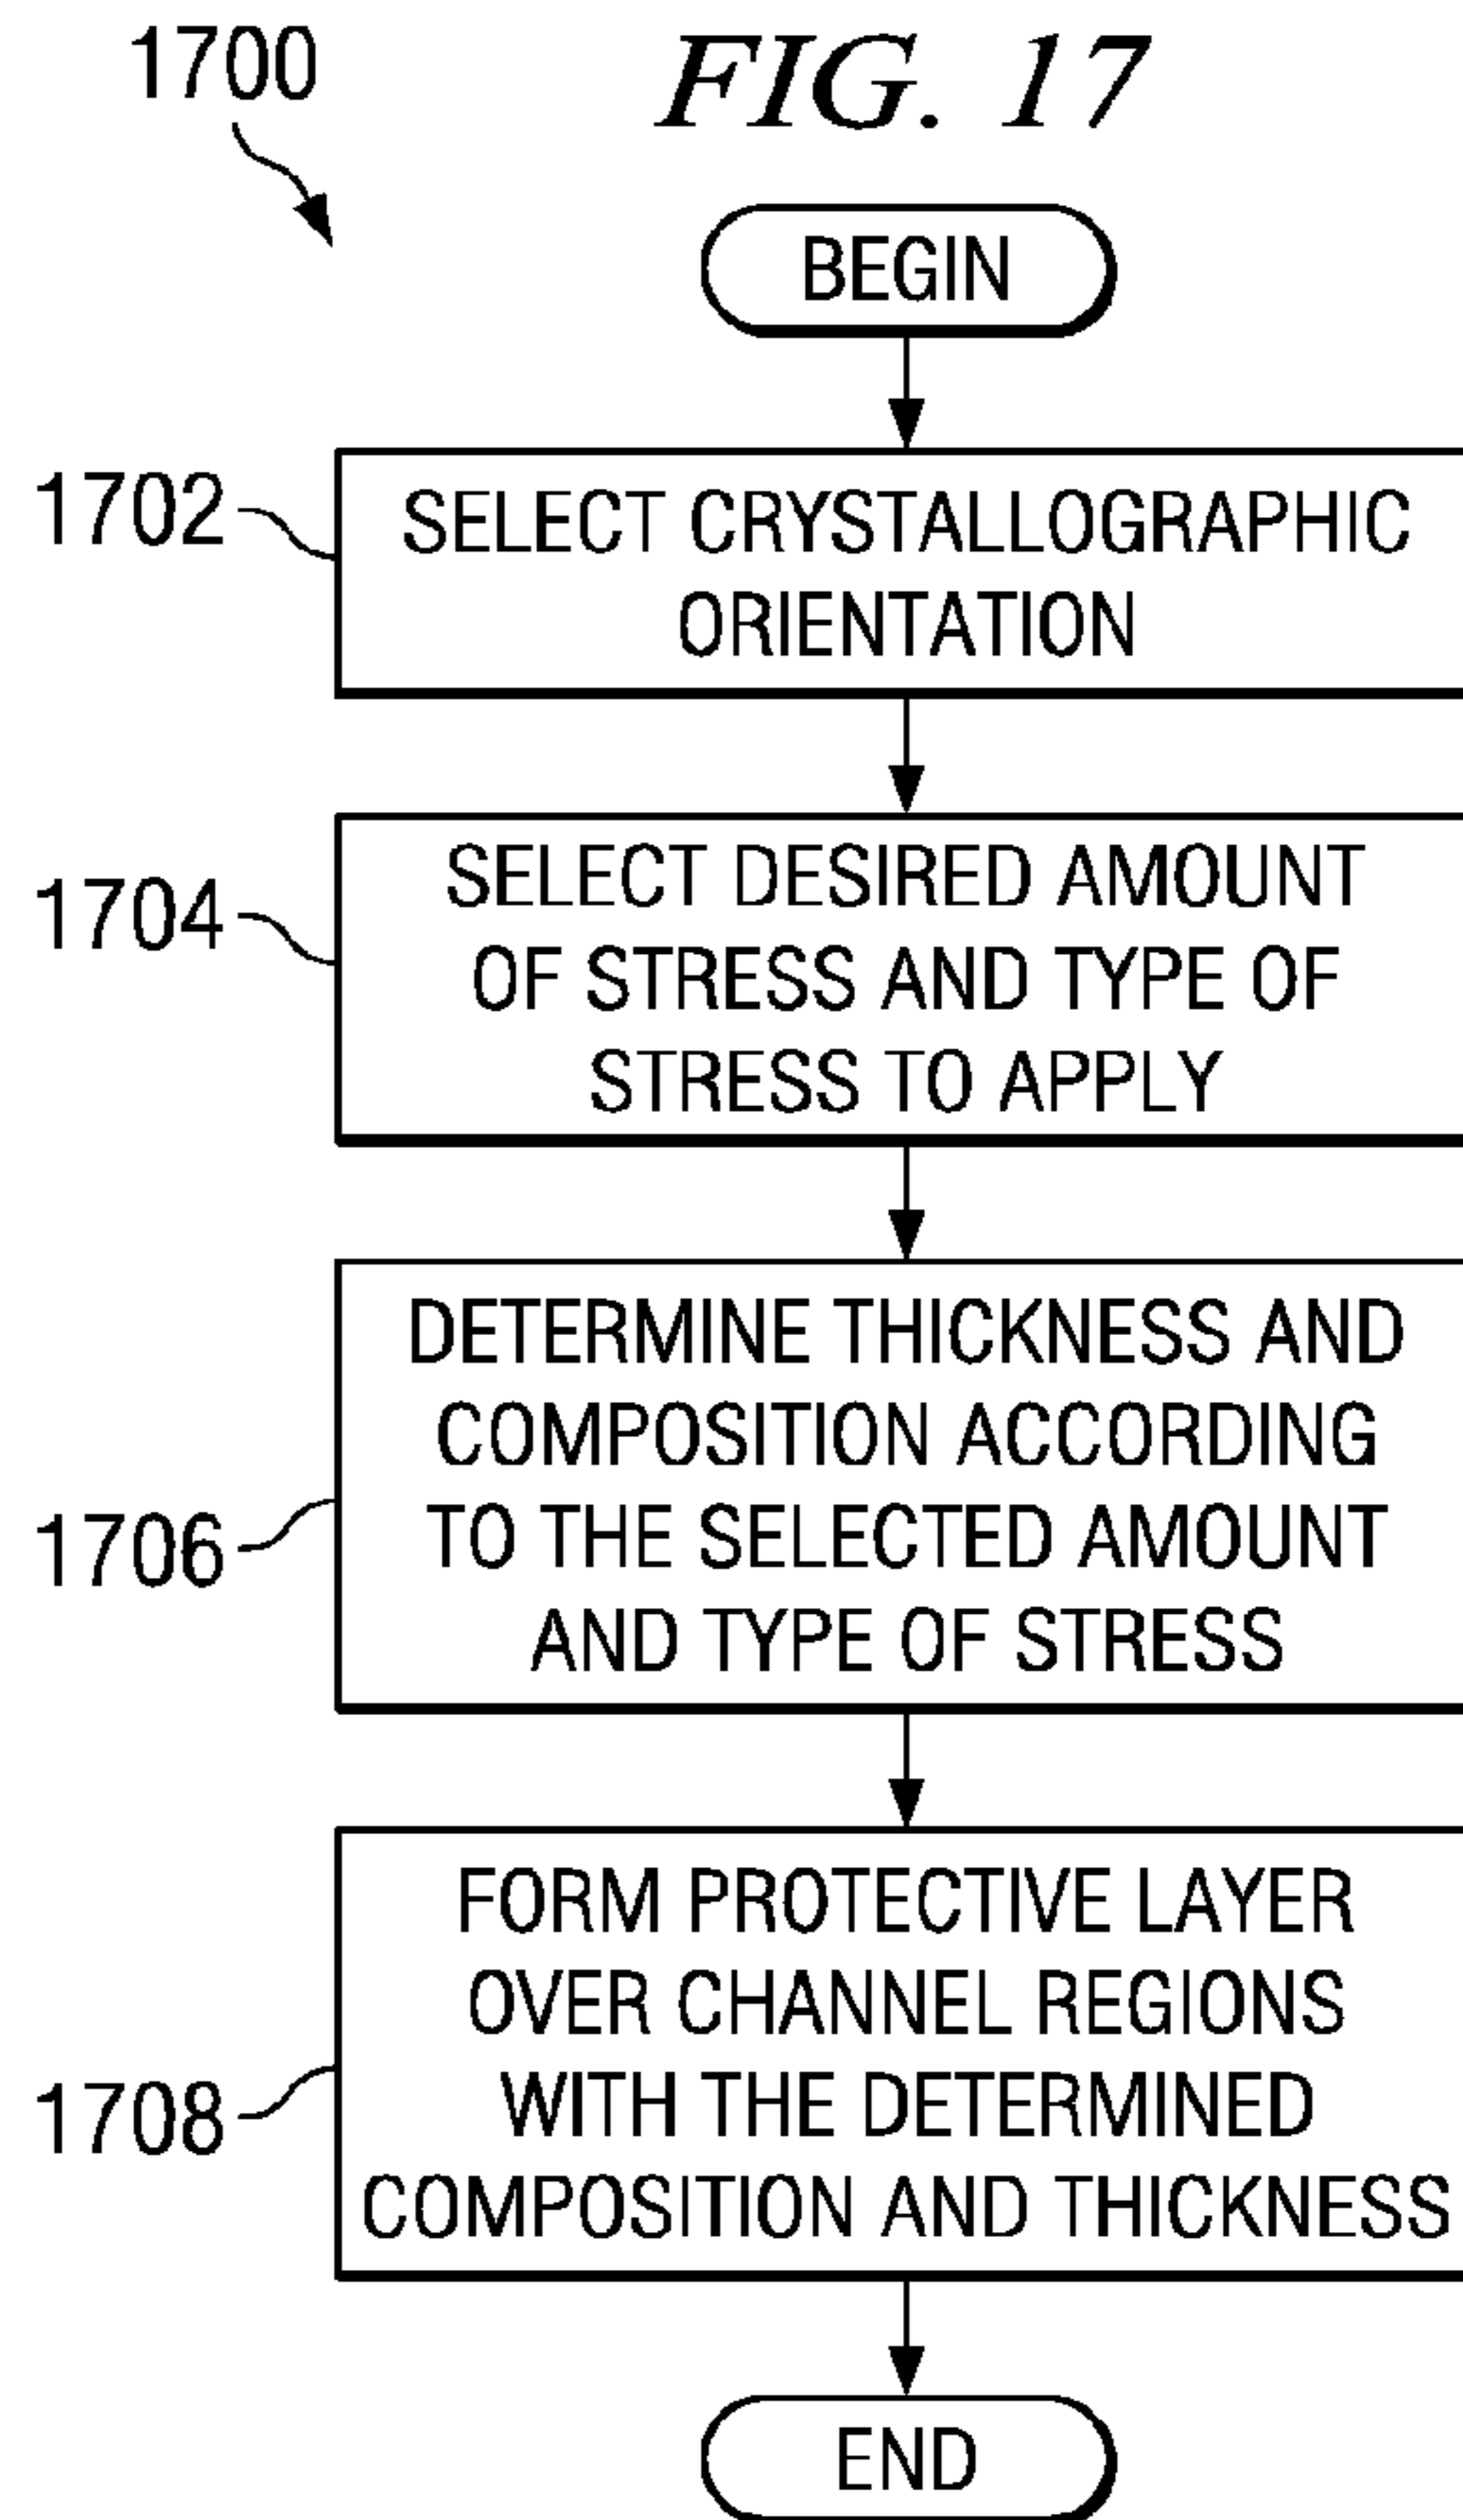 1700
FIG. 17
BEGIN
1702
SELECT CRYSTALLOGRAPHIC
ORIENTATION
1704
SELECT DESIRED AMOUNT
OF STRESS AND TYPE OF
STRESS TO APPLY
1706
DETERMINE THICKNESS AND
COMPOSITION ACCORDING
TO THE SELECTED AMOUNT
AND TYPE OF STRESS
1708
FORM PROTECTIVE LAYER
OVER CHANNEL REGIONS
WITH THE DETERMINED
COMPOSITION AND THICKNESS
END